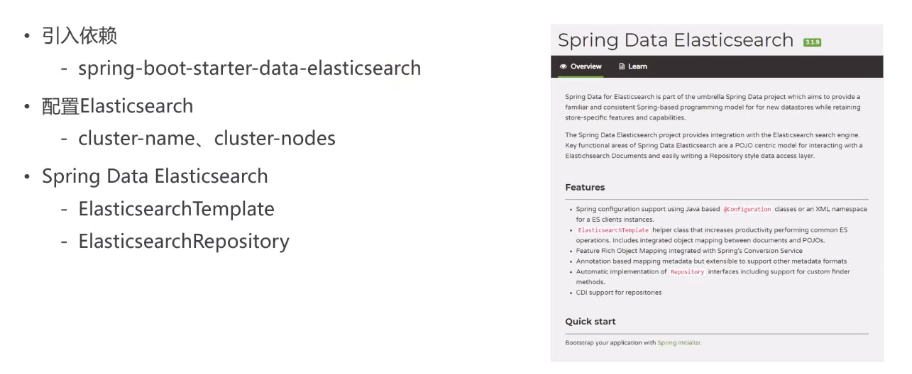 • 引入依赖
- spring-boot-starter-data-elasticsearch
• 配置Elasticsearch
- cluster-name、cluster-nodes
• Spring Data Elasticsearch
- ElasticsearchTemplate
- ElasticsearchRepository
Spring Data Elasticsearch 3.1.9
Overview Learn
Spring Data for Elasticsearch is part of the umbrella Spring Data project which aims to provide a
familiar and consistent Spring-based programming model for for new datastores while retaining
store-specific features and capabilities.
The Spring Data Elasticsearch project provides integration with the Elasticsearch search engine.
Key functional areas of Spring Data Elasticsearch are a POJO centric model for interacting with a
Elastichsearch Documents and easily writing a Repository style data access layer.
Features
• Spring configuration support using Java based @Configuration classes or an XML namespace
for a ES clients instances.
• ElasticsearchTemplate helper class that increases productivity performing common ES
operations. Includes integrated object mapping between documents and POJOs.
• Feature Rich Object Mapping integrated with Spring's Conversion Service
• Annotation based mapping metadata but extensible to support other metadata formats
• Automatic implementation of Repository interfaces including support for custom finder
methods.
• CDI support for repositories
Quick start
Bootstrap your application with Spring Initializr.